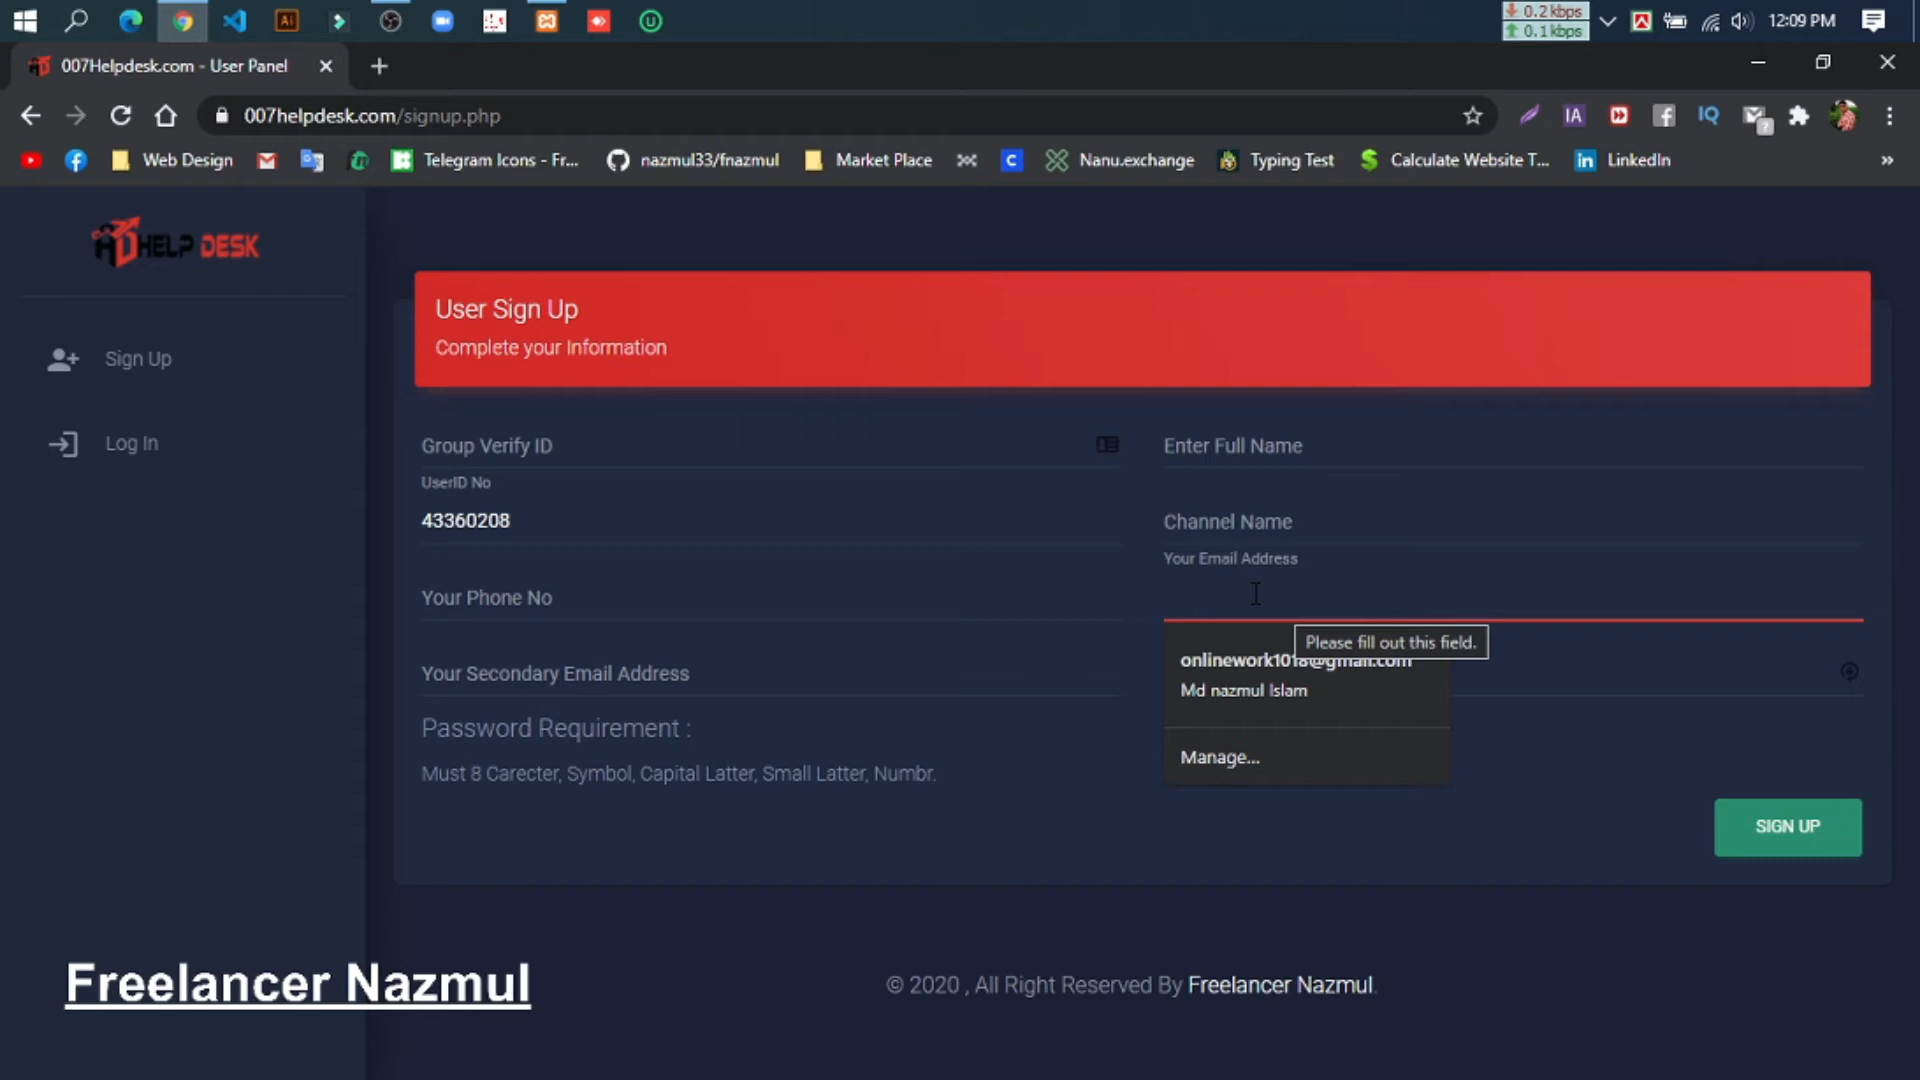 0.2 kbps
0.1 kbps
12:09 PM
007Helpdesk.com - User Panel
007helpdesk.com/signup.php
Web Design
Telegram Icons - Fr...
nazmul33/fnazmul
Market Place
Nanu.exchange
Typing Test
Calculate Website T...
LinkedIn
HELP DESK
User Sign Up
Complete your Information
Sign Up
Log In
Group Verify ID
Enter Full Name
UserID No
43360208
Channel Name
Your Email Address
Your Phone No
Please fill out this field.
onlinework1018@gmail.com
Md nazmul Islam
Your Secondary Email Address
Manage...
Password Requirement :
Must 8 Carecter, Symbol, Capital Latter, Small Latter, Numbr.
SIGN UP
Freelancer Nazmul
© 2020 , All Right Reserved By Freelancer Nazmul.